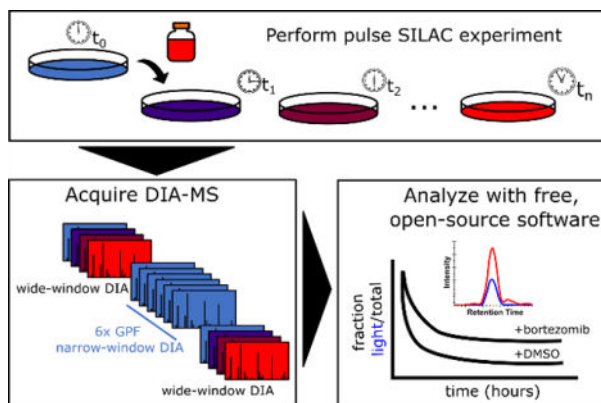 Perform pulse SILAC experiment
t0
t1
t2
...
tn
Acquire DIA-MS
wide-window DIA
6x GPF
narrow-window DIA
wide-window DIA
Analyze with free,
open-source software
Intensity
Retention Time
fraction
light/total
+bortezomib
+DMSO
time (hours)